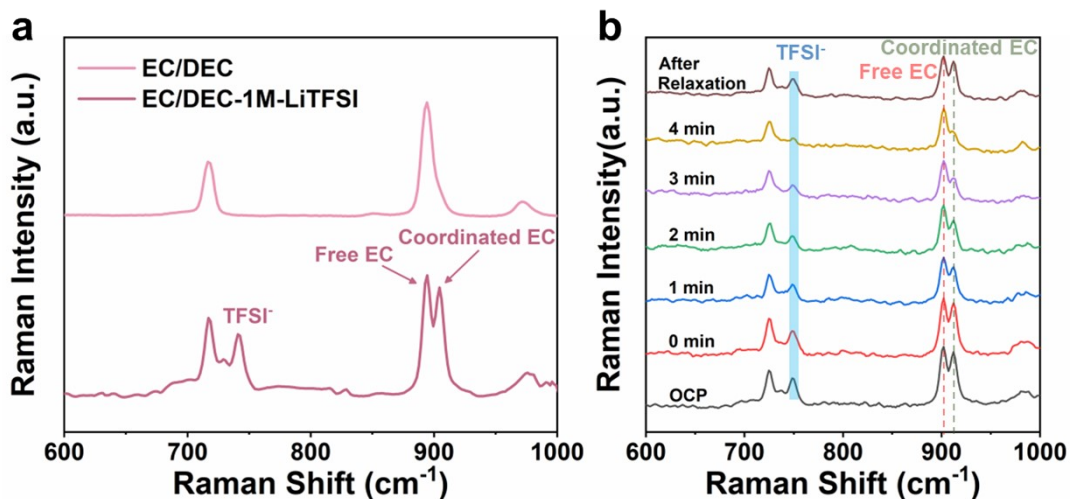 a
EC/DEC
EC/DEC-1M-LiTFSI
Free EC
Coordinated EC
TFSI⁻
Raman Intensity (a.u.)
600 700 800 900 1000
Raman Shift (cm⁻¹)
b
TFSI⁻
Coordinated EC
Free EC
After
Relaxation
4 min
3 min
2 min
1 min
0 min
OCP
Raman Intensity(a.u.)
600 700 800 900 1000
Raman Shift (cm⁻¹)